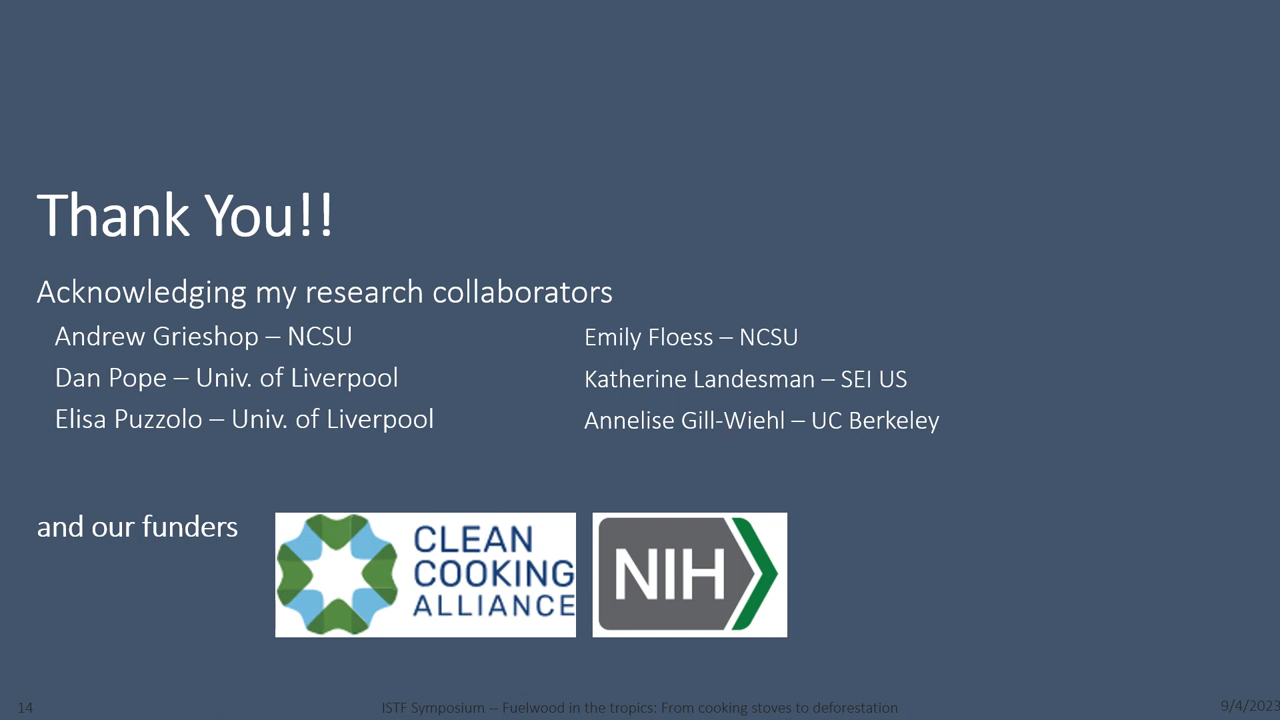 Thank You!!
Acknowledging my research collaborators
Andrew Grieshop – NCSU
Dan Pope – Univ. of Liverpool
Elisa Puzzolo – Univ. of Liverpool
Emily Floess – NCSU
Katherine Landesman – SEI US
Annelise Gill-Wiehl – UC Berkeley
and our funders
CLEAN
COOKING
ALLIANCE
NIH
14
ISTF Symposium -- Fuelwood in the tropics: From cooking stoves to deforestation
9/4/2023